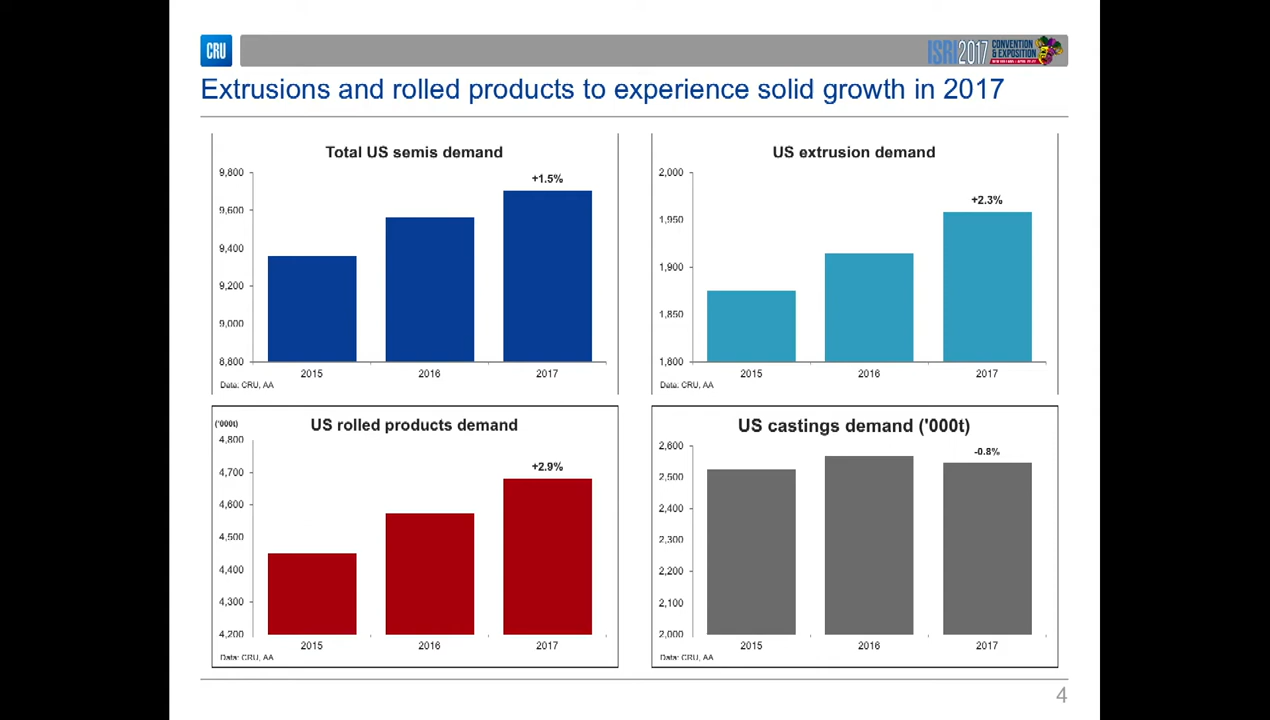 CRU
ISRI2017 CONVENTION
& EXPOSITION
Extrusions and rolled products to experience solid growth in 2017
Total US semis demand
9,800
9,600
9,400
9,200
9,000
8,800
+1.5%
2015 2016 2017
Data: CRU, AA
US extrusion demand
2,000
1,950
1,900
1,850
1,800
+2.3%
2015 2016 2017
Data: CRU, AA
('000t)
US rolled products demand
4,800
4,700
4,600
4,500
4,400
4,300
4,200
+2.9%
2015 2016 2017
Data: CRU, AA
US castings demand ('000t)
2,600
2,500
2,400
2,300
2,200
2,100
2,000
-0.8%
2015 2016 2017
Data: CRU, AA
4